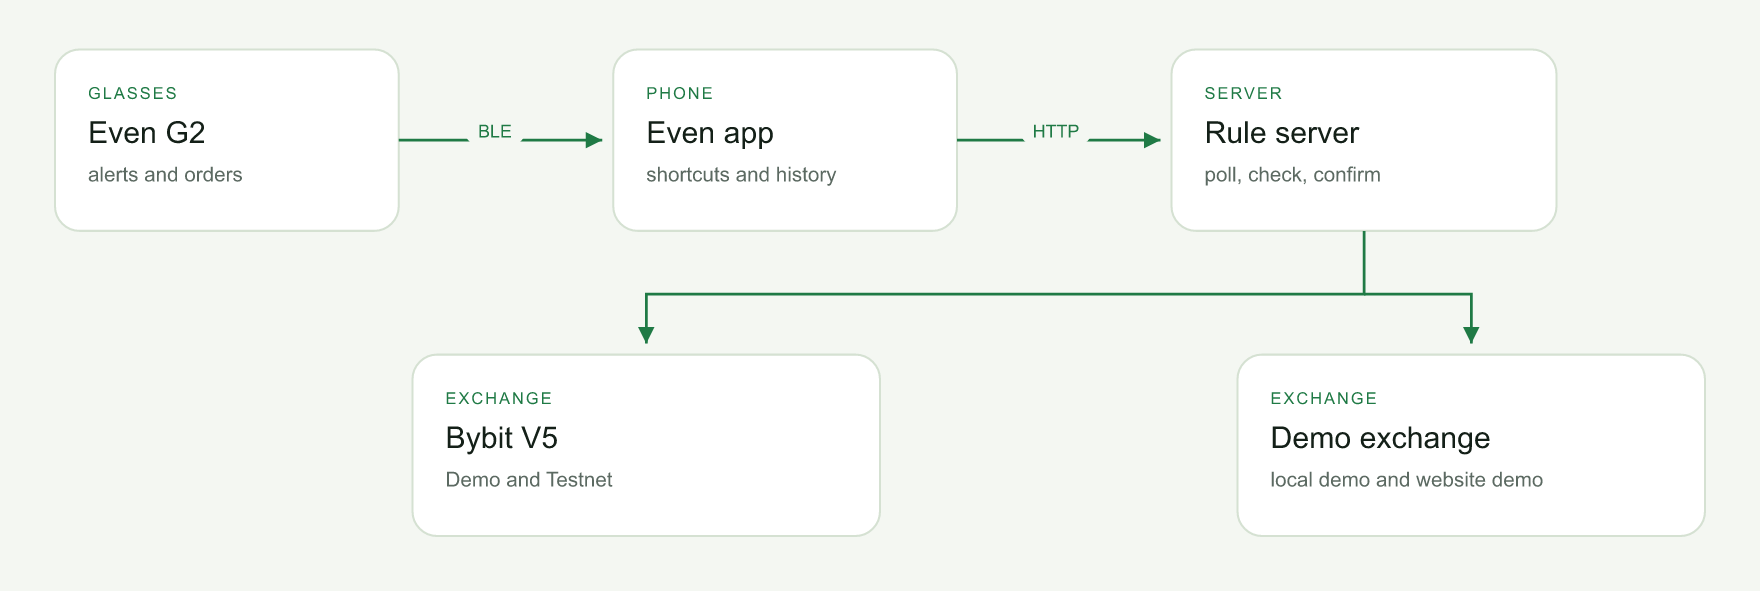 GLASSES
Even G2
alerts and orders
BLE
PHONE
Even app
shortcuts and history
HTTP
SERVER
Rule server
poll, check, confirm
EXCHANGE
Bybit V5
Demo and Testnet
EXCHANGE
Demo exchange
local demo and website demo